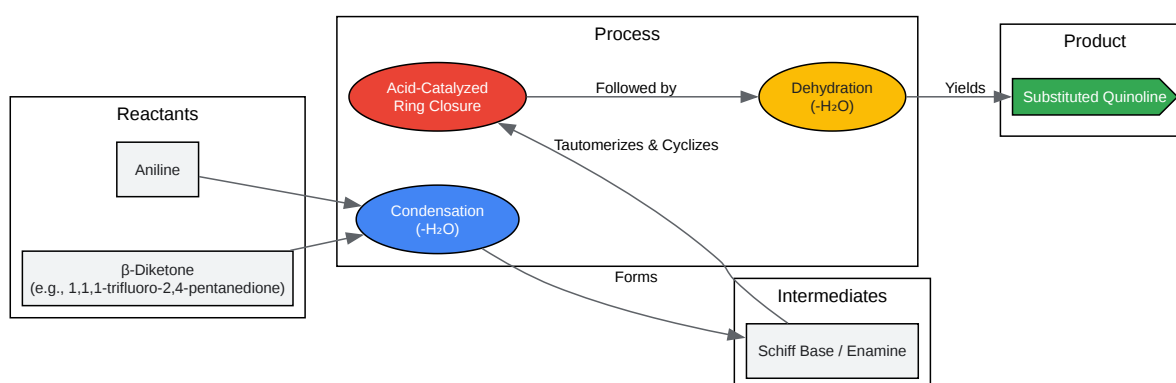 Process
Product
Acid-Catalyzed
Ring Closure
Followed by
Dehydration
(-H₂O)
Yields
Substituted Quinoline
Reactants
Aniline
Tautomerizes & Cyclizes
Condensation
(-H₂O)
β-Diketone
(e.g., 1,1,1-trifluoro-2,4-pentanedione)
Forms
Intermediates
Schiff Base / Enamine